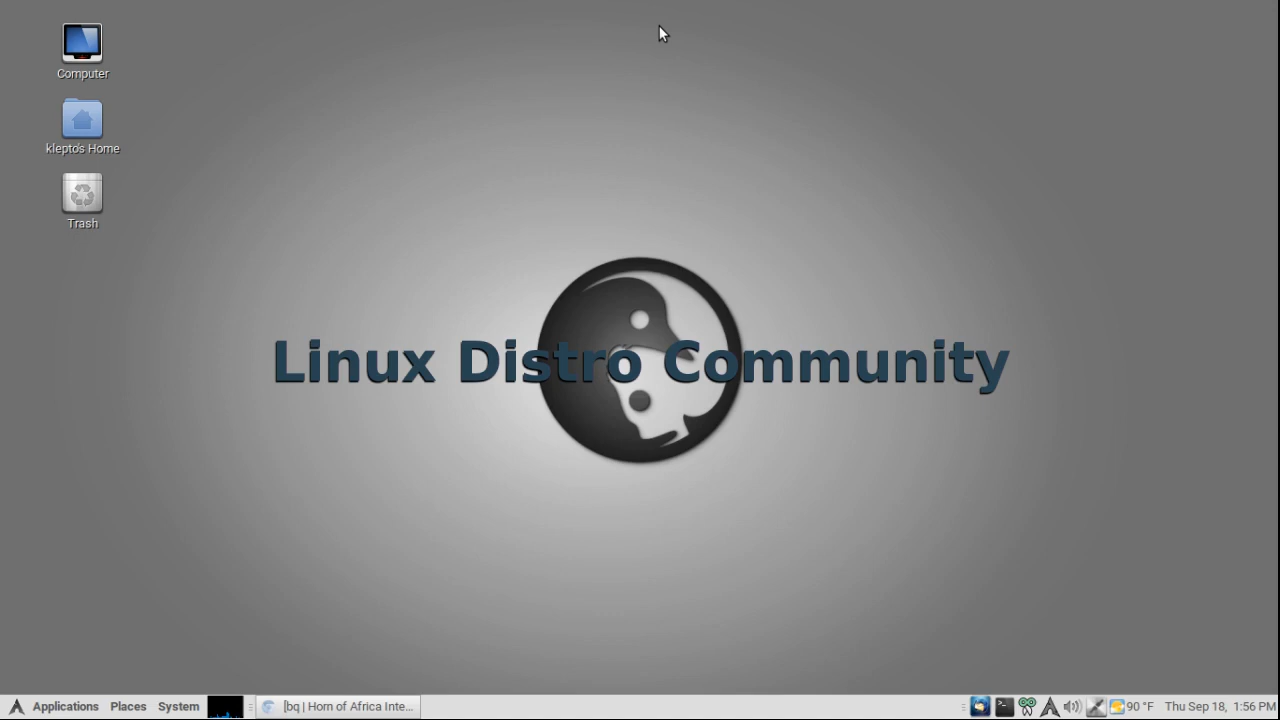 Computer
klepto's Home
Trash
Linux Distro Community
Applications Places System [bq | Horn of Africa Inte... 90 °F Thu Sep 18, 1:56 PM